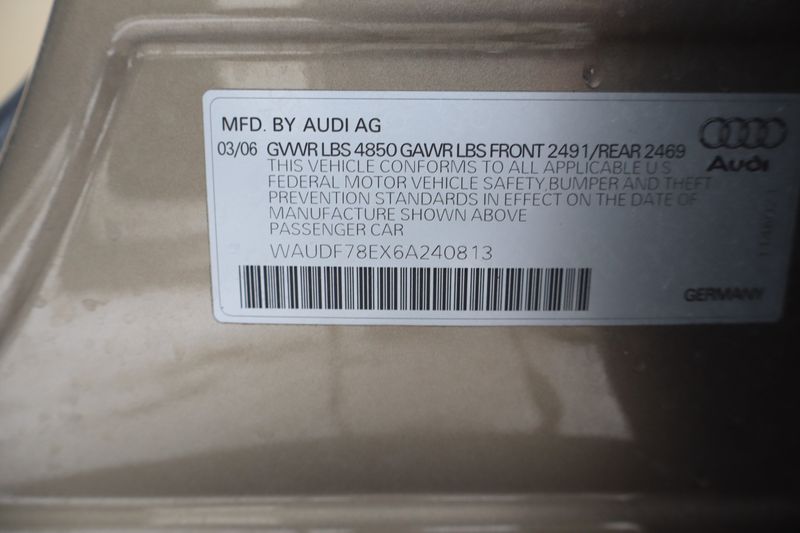 MFD. BY AUDI AG
03/06 GVWR LBS 4850 GAWR LBS FRONT 2491/REAR 2469
THIS VEHICLE CONFORMS TO ALL APPLICABLE U S
FEDERAL MOTOR VEHICLE SAFETY,BUMPER AND THEFT
PREVENTION STANDARDS IN EFFECT ON THE DATE OF
MANUFACTURE SHOWN ABOVE
PASSENGER CAR
WAUDF78EX6A240813
Audi
GERMANY